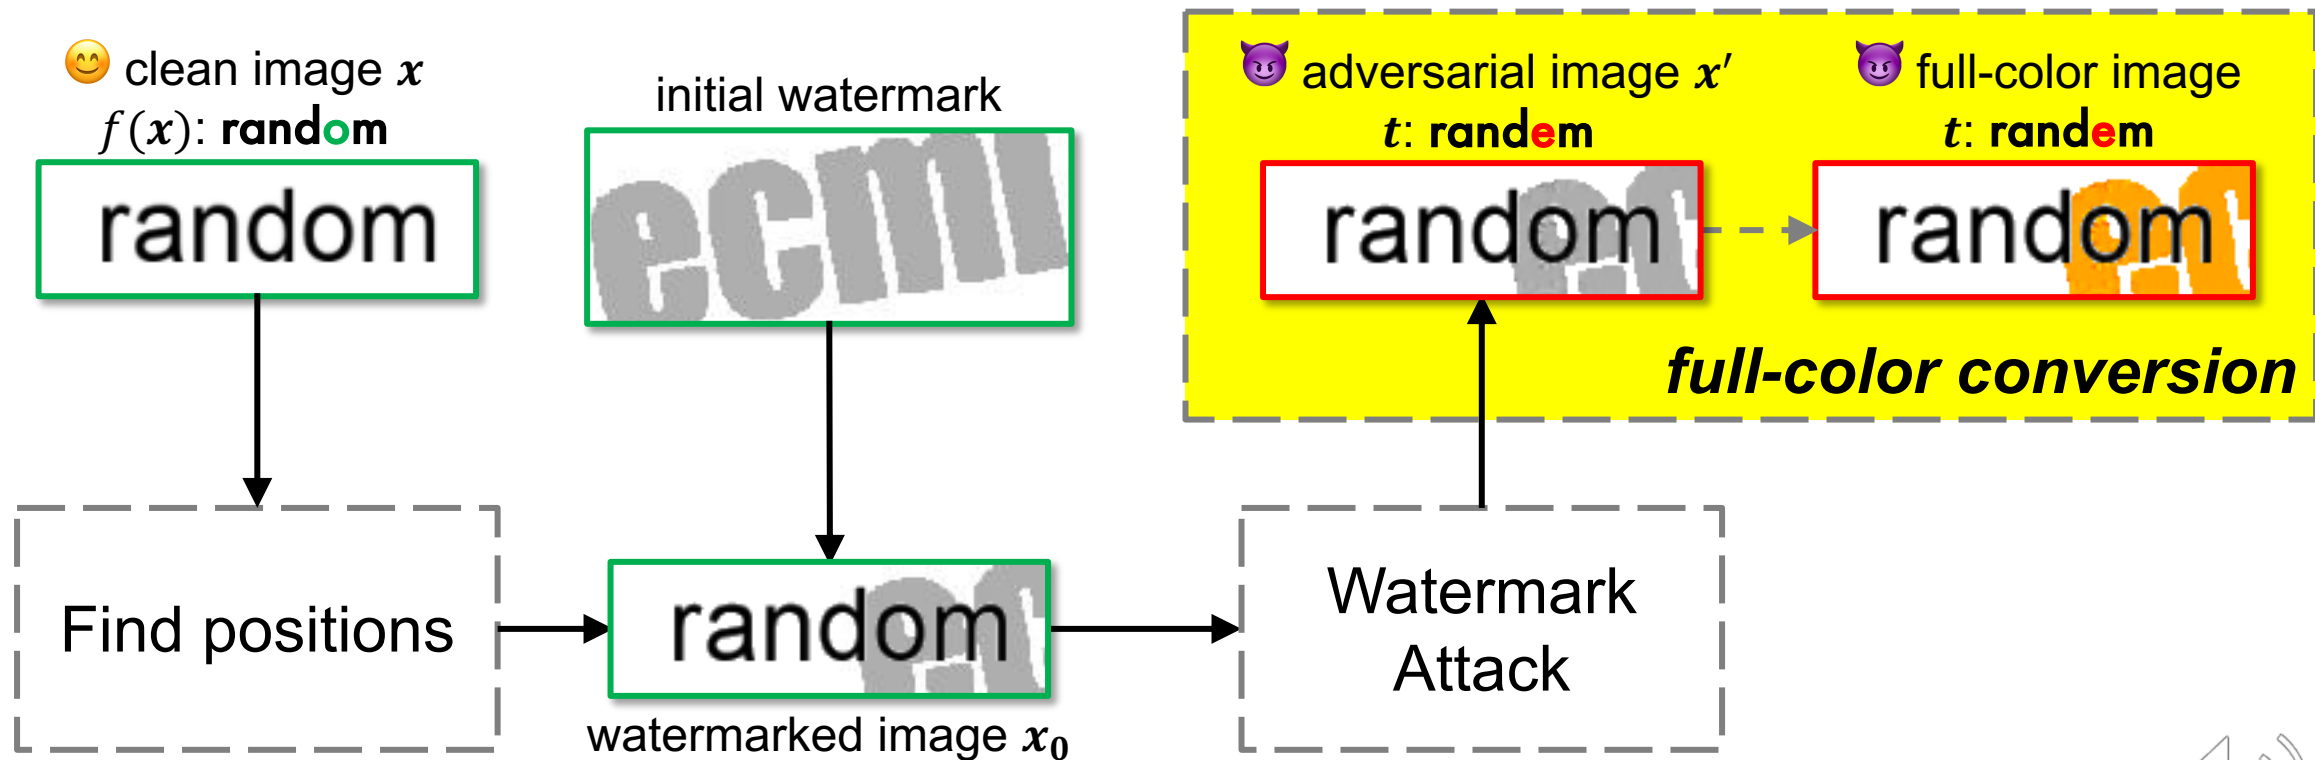 😊 clean image x
f(x): random
random
initial watermark
ecml
😈 adversarial image x′
t: randem
random
😈 full-color image
t: randem
random
full-color conversion
Find positions
random
watermarked image x₀
Watermark
Attack